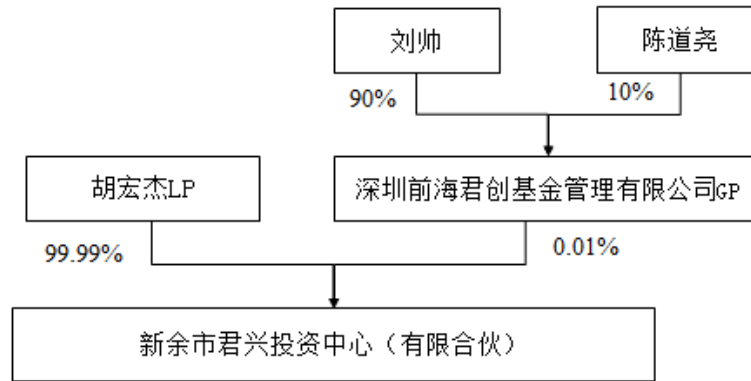 刘帅
陈道尧
90%
10%
胡宏杰LP
深圳前海君创基金管理有限公司GP
99.99%
0.01%
新余市君兴投资中心（有限合伙）